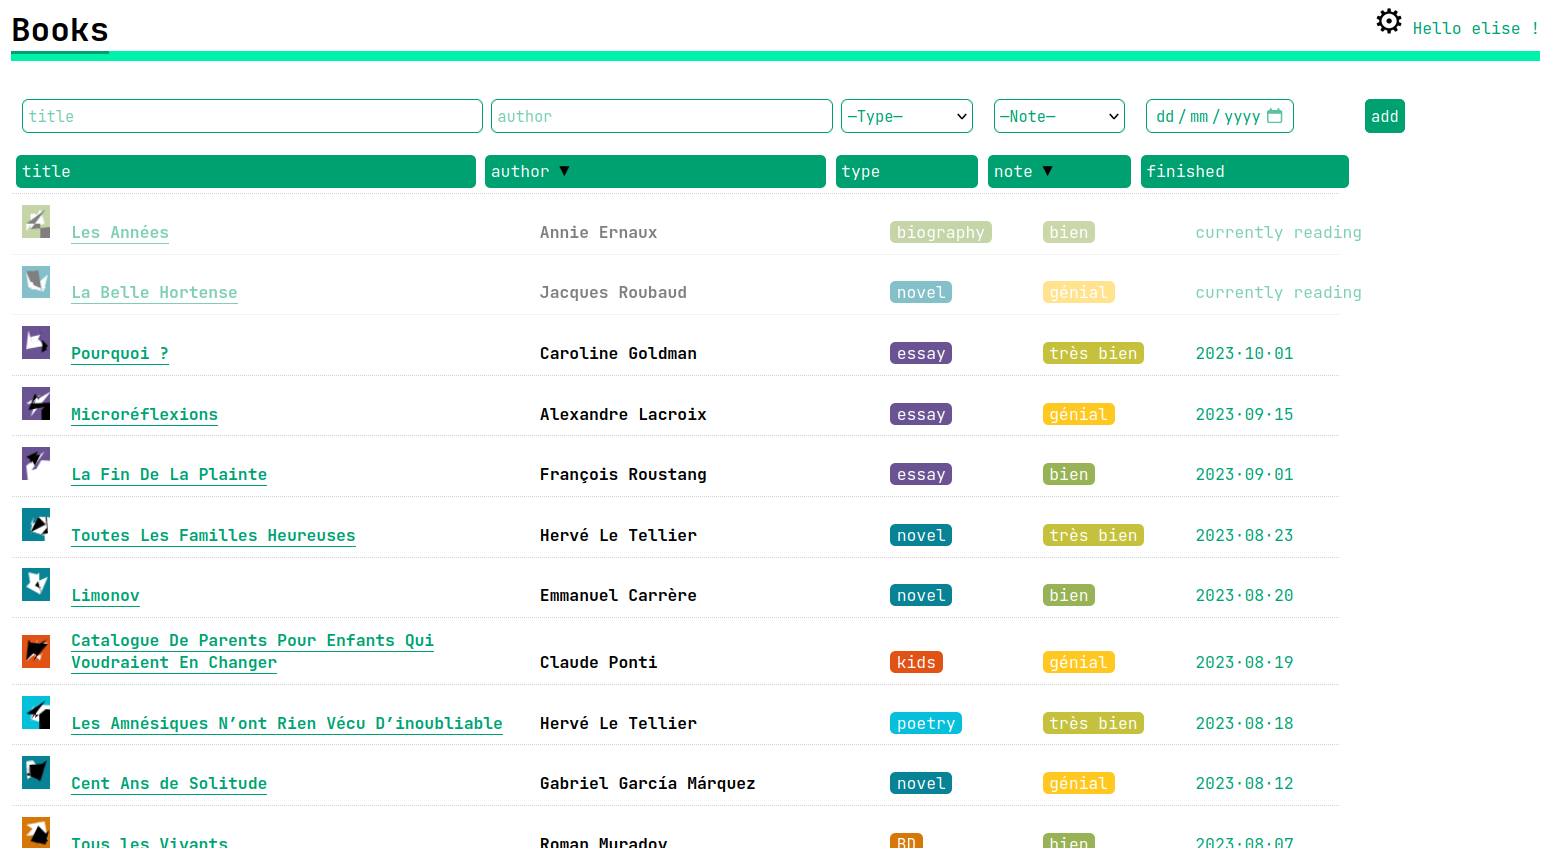 Books
Hello elise !
title author —Type— —Note— dd/mm/yyyy add
title author ▼ type note ▼ finished
Les Années Annie Ernaux biography bien currently reading
La Belle Hortense Jacques Roubaud novel génial currently reading
Pourquoi ? Caroline Goldman essay très bien 2023·10·01
Microréflexions Alexandre Lacroix essay génial 2023·09·15
La Fin De La Plainte François Roustang essay bien 2023·09·01
Toutes Les Familles Heureuses Hervé Le Tellier novel très bien 2023·08·23
Limonov Emmanuel Carrère novel bien 2023·08·20
Catalogue De Parents Pour Enfants Qui
Voudraient En Changer Claude Ponti kids génial 2023·08·19
Les Amnésiques N’ont Rien Vécu D’inoubliable Hervé Le Tellier poetry très bien 2023·08·18
Cent Ans de Solitude Gabriel García Márquez novel génial 2023·08·12
Tous les Vivants Roman Muradov BD bien 2023·08·07